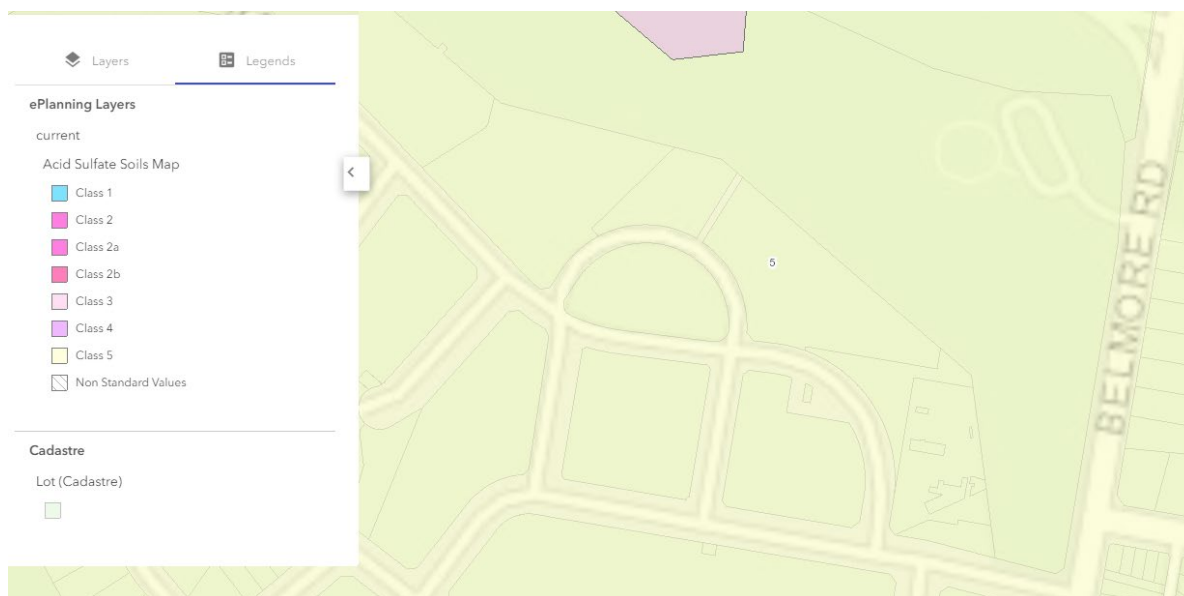 Layers
Legends
ePlanning Layers
current
Acid Sulfate Soils Map
Class 1
Class 2
Class 2a
Class 2b
Class 3
Class 4
Class 5
Non Standard Values
Cadastre
Lot (Cadastre)
5
BELMORE RD